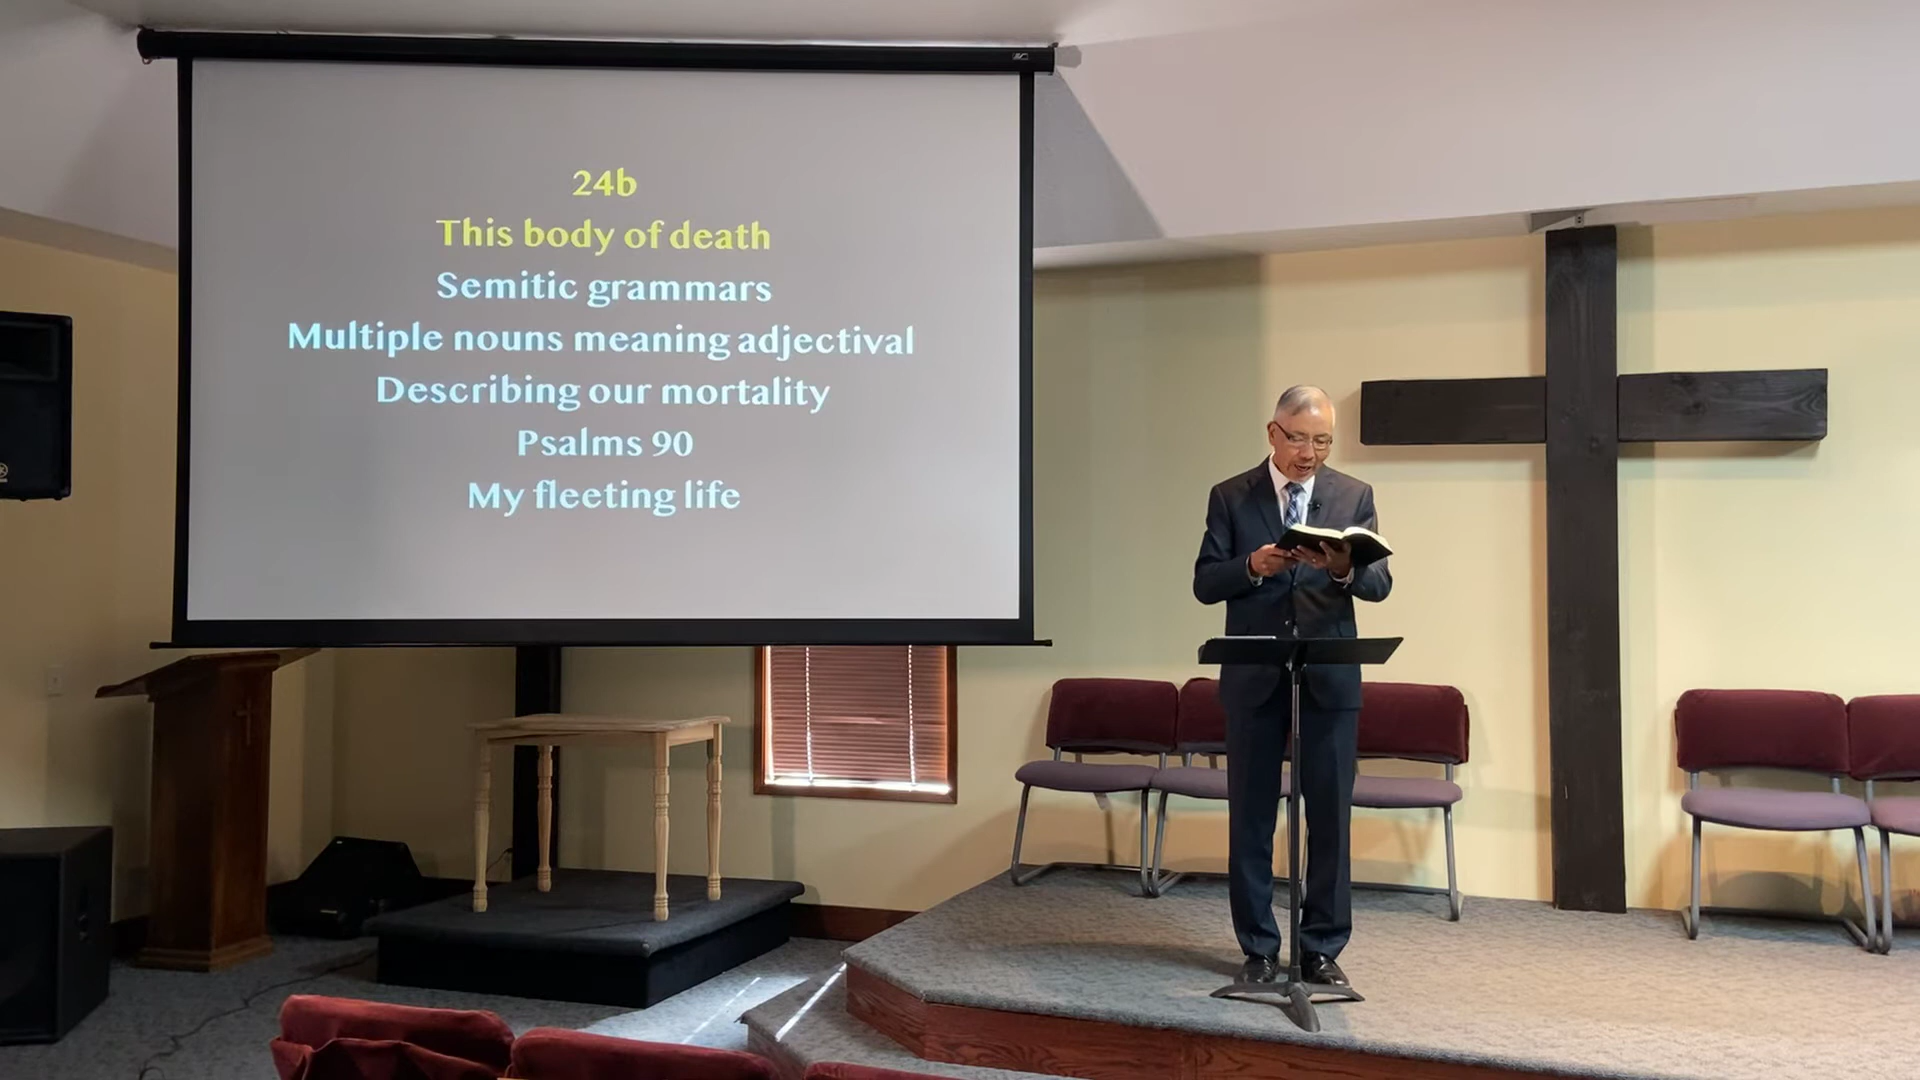 24b
This body of death
Semitic grammars
Multiple nouns meaning adjectival
Describing our mortality
Psalms 90
My fleeting life